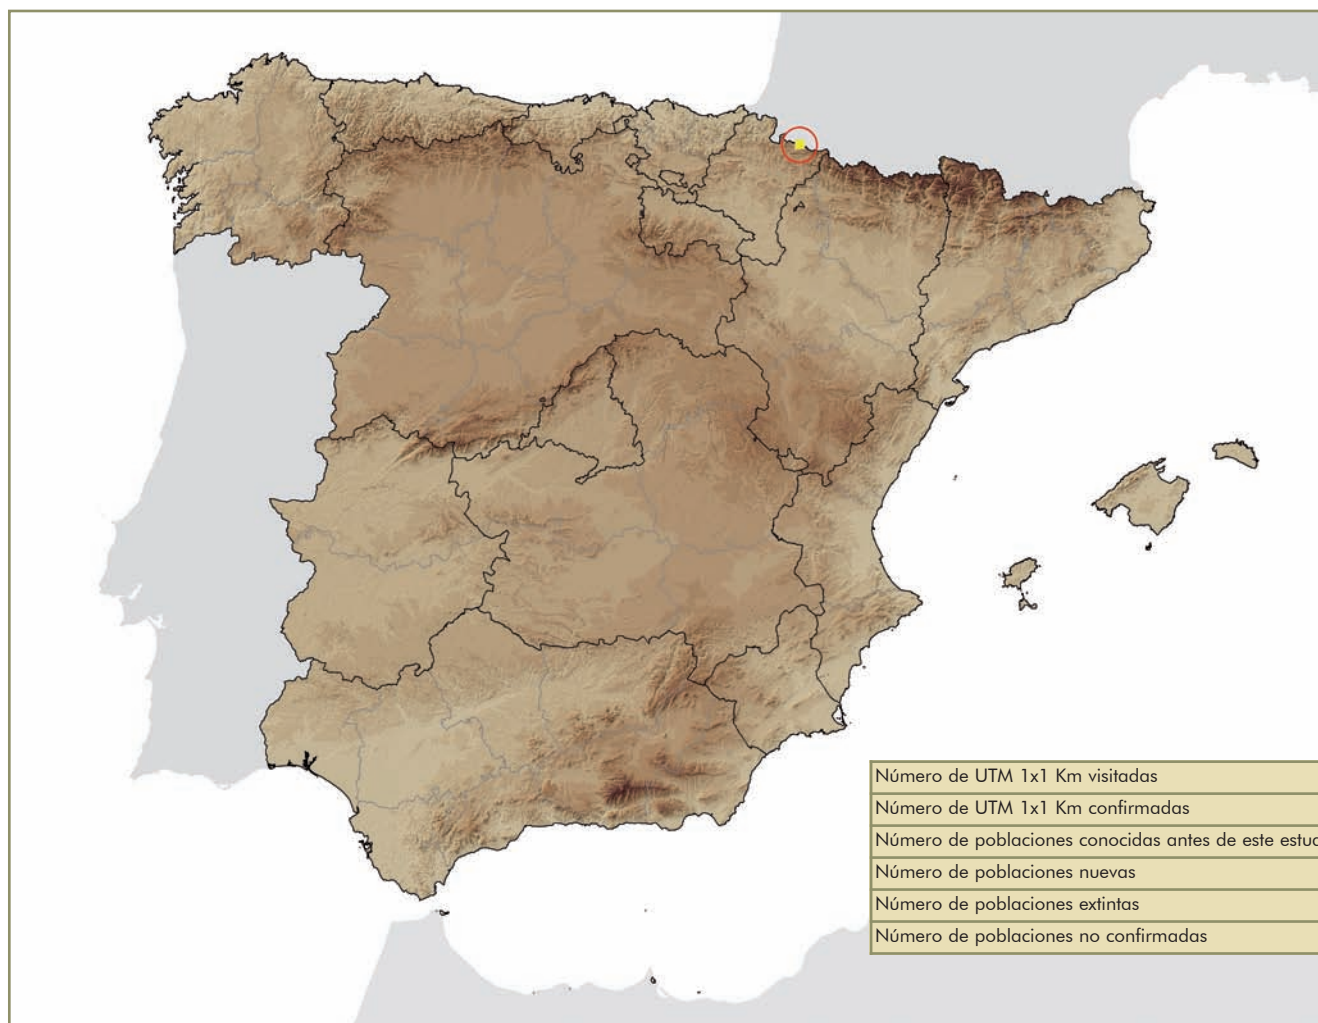 Número de UTM 1x1 Km visitadas
Número de UTM 1x1 Km confirmadas
Número de poblaciones conocidas antes de este
Número de poblaciones nuevas
Número de poblaciones extintas
Número de poblaciones no confirmadas